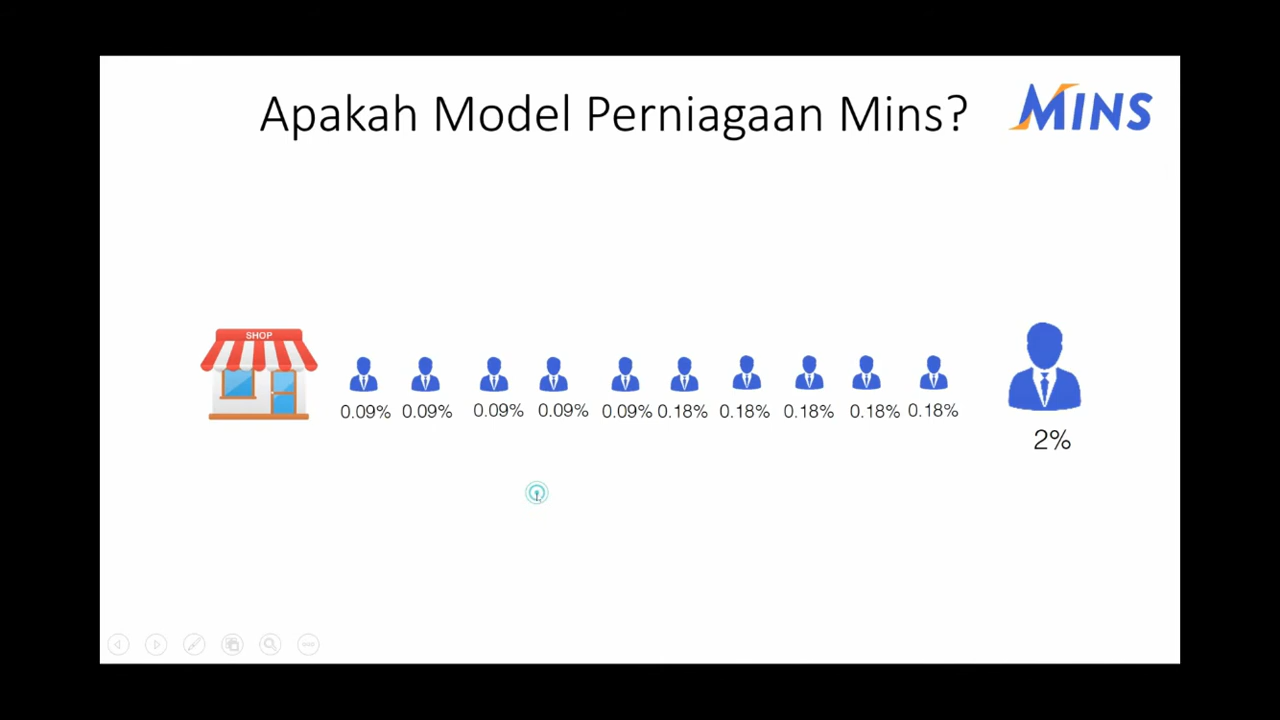 Apakah Model Perniagaan Mins?
MINS
SHOP
0.09% 0.09% 0.09% 0.09% 0.09% 0.18% 0.18% 0.18% 0.18% 0.18%
2%